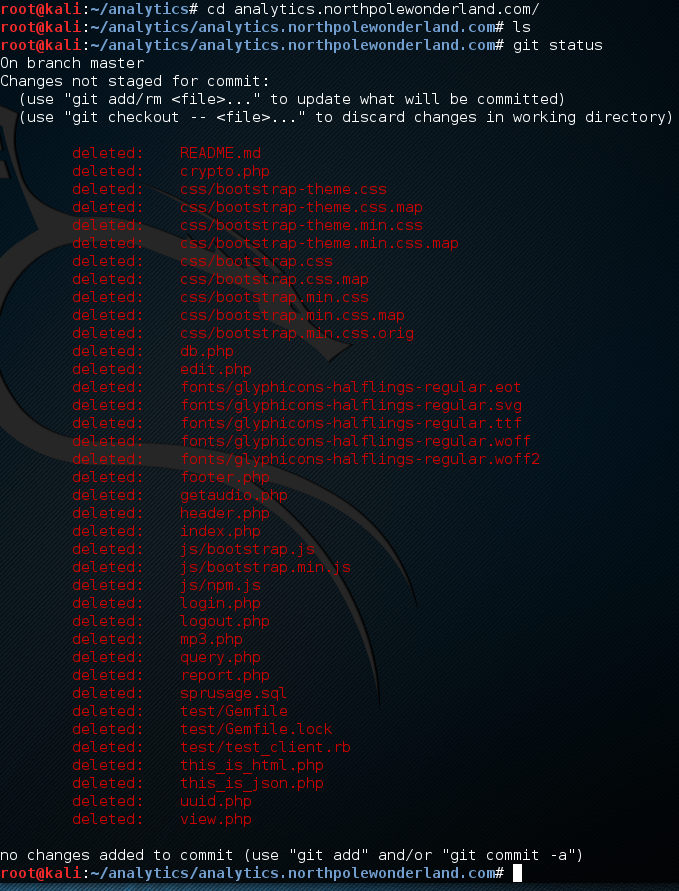 root@kali:~/analytics# cd analytics.northpolewonderland.com/
root@kali:~/analytics/analytics.northpolewonderland.com# ls
root@kali:~/analytics/analytics.northpolewonderland.com# git status
On branch master
Changes not staged for commit:
  (use "git add/rm <file>..." to update what will be committed)
  (use "git checkout -- <file>..." to discard changes in working directory)

        deleted:    README.md
        deleted:    crypto.php
        deleted:    css/bootstrap-theme.css
        deleted:    css/bootstrap-theme.css.map
        deleted:    css/bootstrap-theme.min.css
        deleted:    css/bootstrap-theme.min.css.map
        deleted:    css/bootstrap.css
        deleted:    css/bootstrap.css.map
        deleted:    css/bootstrap.min.css
        deleted:    css/bootstrap.min.css.map
        deleted:    css/bootstrap.min.css.orig
        deleted:    db.php
        deleted:    edit.php
        deleted:    fonts/glyphicons-halflings-regular.eot
        deleted:    fonts/glyphicons-halflings-regular.svg
        deleted:    fonts/glyphicons-halflings-regular.ttf
        deleted:    fonts/glyphicons-halflings-regular.woff
        deleted:    fonts/glyphicons-halflings-regular.woff2
        deleted:    footer.php
        deleted:    getaudio.php
        deleted:    header.php
        deleted:    index.php
        deleted:    js/bootstrap.js
        deleted:    js/bootstrap.min.js
        deleted:    js/npm.js
        deleted:    login.php
        deleted:    logout.php
        deleted:    mp3.php
        deleted:    query.php
        deleted:    report.php
        deleted:    sprusage.sql
        deleted:    test/Gemfile
        deleted:    test/Gemfile.lock
        deleted:    test/test_client.rb
        deleted:    this_is_html.php
        deleted:    this_is_json.php
        deleted:    uuid.php
        deleted:    view.php

no changes added to commit (use "git add" and/or "git commit -a")
root@kali:~/analytics/analytics.northpolewonderland.com#